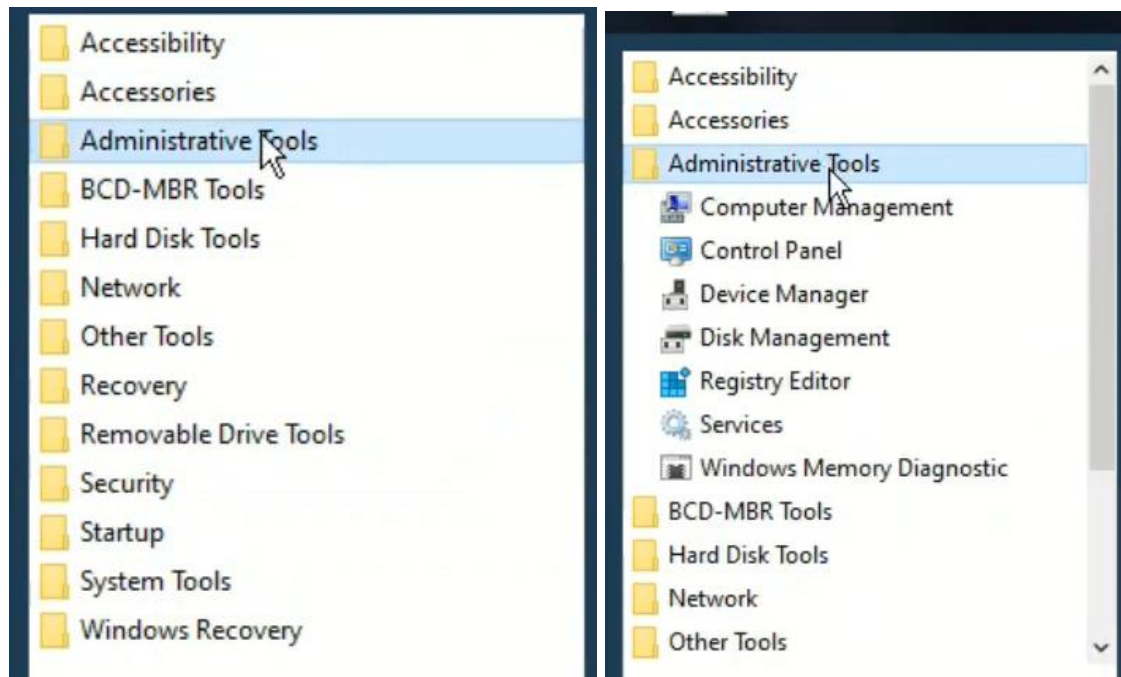 Accessibility
Accessories
Administrative Tools
BCD-MBR Tools
Hard Disk Tools
Network
Other Tools
Recovery
Removable Drive Tools
Security
Startup
System Tools
Windows Recovery
Accessibility
Accessories
Administrative Tools
Computer Management
Control Panel
Device Manager
Disk Management
Registry Editor
Services
Windows Memory Diagnostic
BCD-MBR Tools
Hard Disk Tools
Network
Other Tools